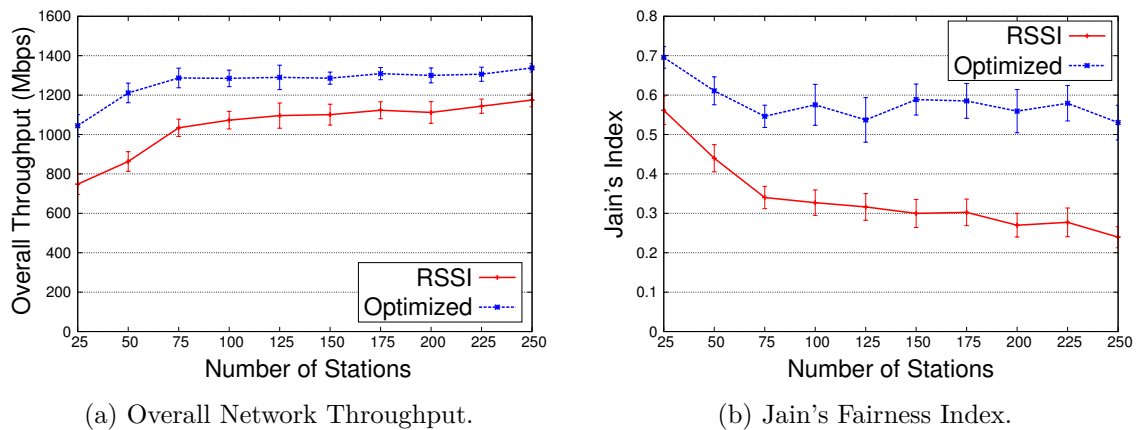 1600
1400
1200
1000
800
600
400
200
0
Overall Throughput (Mbps)
RSSI
Optimized
25 50 75 100 125 150 175 200 225 250
Number of Stations
(a) Overall Network Throughput.
0.8
0.7
0.6
0.5
0.4
0.3
0.2
0.1
0
Jain's Index
RSSI
Optimized
25 50 75 100 125 150 175 200 225 250
Number of Stations
(b) Jain's Fairness Index.